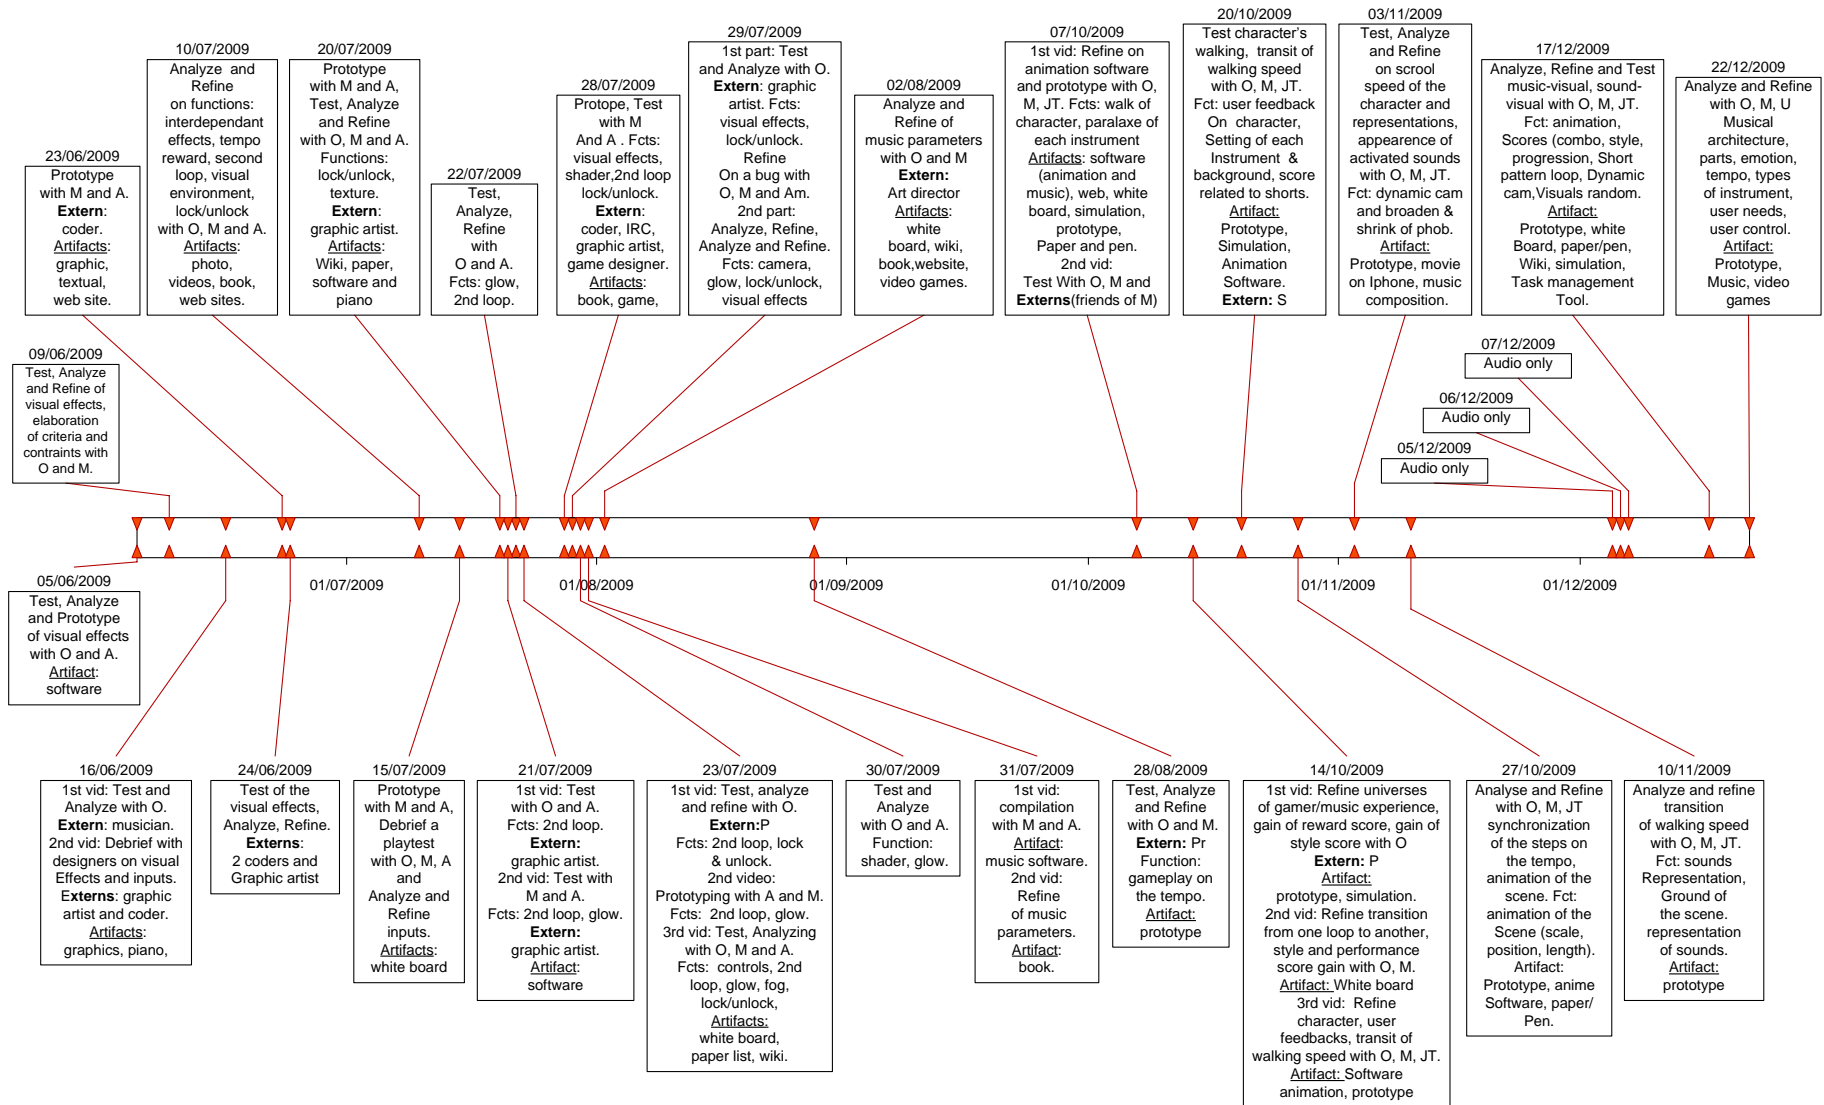 23/06/2009
Prototype
with M and A.
Extern:
coder.
Artifacts:
graphic,
textual,
web site.
10/07/2009
Analyze and
Refine
on functions:
interdependant
effects, tempo
reward, second
loop, visual
environment,
lock/unlock
with O, M and A.
Artifacts:
photo,
videos, book,
web sites.
20/07/2009
Prototype
with M and A,
Test, Analyze
and Refine
with O, M and A.
Functions:
lock/unlock,
texture.
Extern:
graphic artist.
Artifacts:
Wiki, paper,
software and
piano
22/07/2009
Test,
Analyze,
Refine
with
O and A.
Fcts: glow,
2nd loop.
28/07/2009
Protope, Test
with M
And A . Fcts:
visual effects,
shader,2nd loop
lock/unlock.
Extern:
coder, IRC,
graphic artist,
game designer.
Artifacts:
book, game,
29/07/2009
1st part: Test
and Analyze with O.
Extern: graphic
artist. Fcts:
visual effects,
lock/unlock.
Refine
On a bug with
O, M and Am.
2nd part:
Analyze, Refine,
Analyze and Refine.
Fcts: camera,
glow, lock/unlock,
visual effects
02/08/2009
Analyze and
Refine of
music parameters
with O and M
Extern:
Art director
Artifacts:
white
board, wiki,
book,website,
video games.
07/10/2009
1st vid: Refine on
animation software
and prototype with O,
M, JT. Fcts: walk of
character, paralaxe of
each instrument
Artifacts: software
(animation and
music), web, white
board, simulation,
prototype,
Paper and pen.
2nd vid:
Test With O, M and
Externs(friends of M)
20/10/2009
Test character's
walking, transit of
walking speed
with O, M, JT.
Fct: user feedback
On character,
Setting of each
Instrument &
background, score
related to shorts.
Artifact:
Prototype,
Simulation,
Animation
Software.
Extern: S
03/11/2009
Test, Analyze
and Refine
on scrool
speed of the
character and
representations,
appearence of
activated sounds
with O, M, JT.
Fct: dynamic cam
and broaden &
shrink of phob.
Artifact:
Prototype, movie
on Iphone, music
composition.
17/12/2009
Analyze, Refine and Test
music-visual, sound-
visual with O, M, JT.
Fct: animation,
Scores (combo, style,
progression, Short
pattern loop, Dynamic
cam,Visuals random.
Artifact:
Prototype, white
Board, paper/pen,
Wiki, simulation,
Task management
Tool.
22/12/2009
Analyze and Refine
with O, M, U
Musical
architecture,
parts, emotion,
tempo, types
of instrument,
user needs,
user control.
Artifact:
Prototype,
Music, video
games
09/06/2009
Test, Analyze
and Refine of
visual effects,
elaboration
of criteria and
contraints with
O and M.
07/12/2009
Audio only
06/12/2009
Audio only
05/12/2009
Audio only
01/07/2009
01/08/2009
01/09/2009
01/10/2009
01/11/2009
01/12/2009
05/06/2009
Test, Analyze
and Prototype
of visual effects
with O and A.
Artifact:
software
16/06/2009
1st vid: Test and
Analyze with O.
Extern: musician.
2nd vid: Debrief with
designers on visual
Effects and inputs.
Externs: graphic
artist and coder.
Artifacts:
graphics, piano,
24/06/2009
Test of the
visual effects,
Analyze, Refine.
Externs:
2 coders and
Graphic artist
15/07/2009
Prototype
with M and A,
Debrief a
playtest
with O, M, A
and
Analyze and
Refine
inputs.
Artifacts:
white board
21/07/2009
1st vid: Test
with O and A.
Fcts: 2nd loop.
Extern:
graphic artist.
2nd vid: Test with
M and A.
Fcts: 2nd loop, glow.
Extern:
graphic artist.
Artifact:
software
23/07/2009
1st vid: Test, analyze
and refine with O.
Extern:P
Fcts: 2nd loop, lock
& unlock.
2nd video:
Prototyping with A and M.
Fcts: 2nd loop, glow.
3rd vid: Test, Analyzing
with O, M and A.
Fcts: controls, 2nd
loop, glow, fog,
lock/unlock,
Artifacts:
white board,
paper list, wiki.
30/07/2009
Test and
Analyze
with O and A.
Function:
shader, glow.
31/07/2009
1st vid:
compilation
with M and A.
Artifact:
music software.
2nd vid:
Refine
of music
parameters.
Artifact:
book.
28/08/2009
Test, Analyze
and Refine
with O and M.
Extern: Pr
Function:
gameplay on
the tempo.
Artifact:
prototype
14/10/2009
1st vid: Refine universes
of gamer/music experience,
gain of reward score, gain of
style score with O
Extern: P
Artifact:
prototype, simulation.
2nd vid: Refine transition
from one loop to another,
style and performance
score gain with O, M.
Artifact: White board
3rd vid: Refine
character, user
feedbacks, transit of
walking speed with O, M, JT.
Artifact: Software
animation, prototype
27/10/2009
Analyse and Refine
with O, M, JT
synchronization
of the steps on
the tempo,
animation of the
scene. Fct:
animation of the
Scene (scale,
position, length).
Artifact:
Prototype, anime
Software, paper/
Pen.
10/11/2009
Analyze and refine
transition
of walking speed
with O, M, JT.
Fct: sounds
Representation,
Ground of
the scene.
representation
of sounds.
Artifact:
prototype